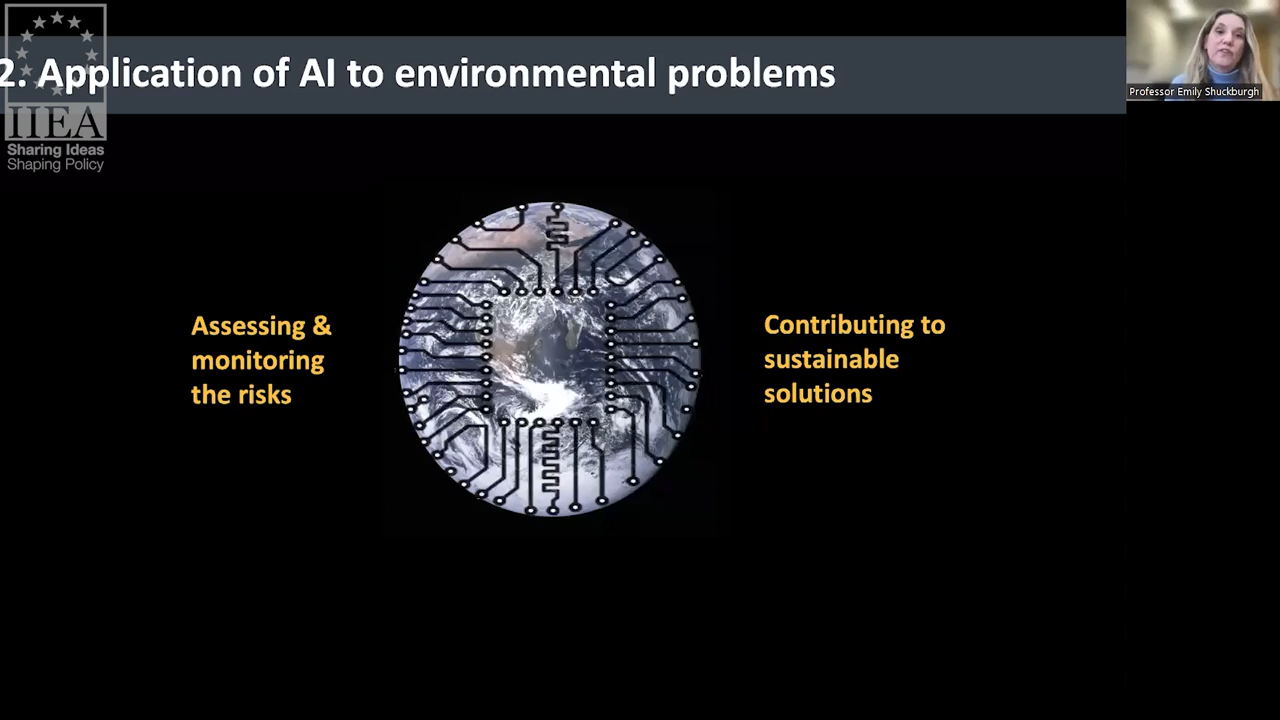 2. Application of AI to environmental problems
IIEA
Sharing Ideas
Shaping Policy
Professor Emily Shuckburgh
Assessing &
monitoring
the risks
Contributing to
sustainable
solutions